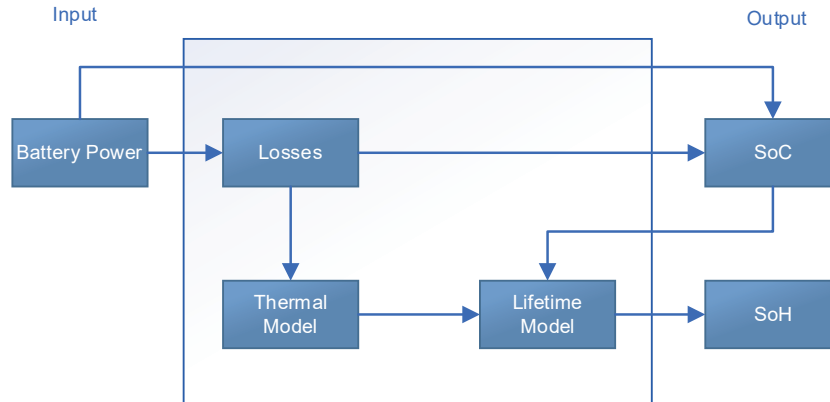 Input
Output
Battery Power
Losses
SoC
Thermal
Model
Lifetime
Model
SoH